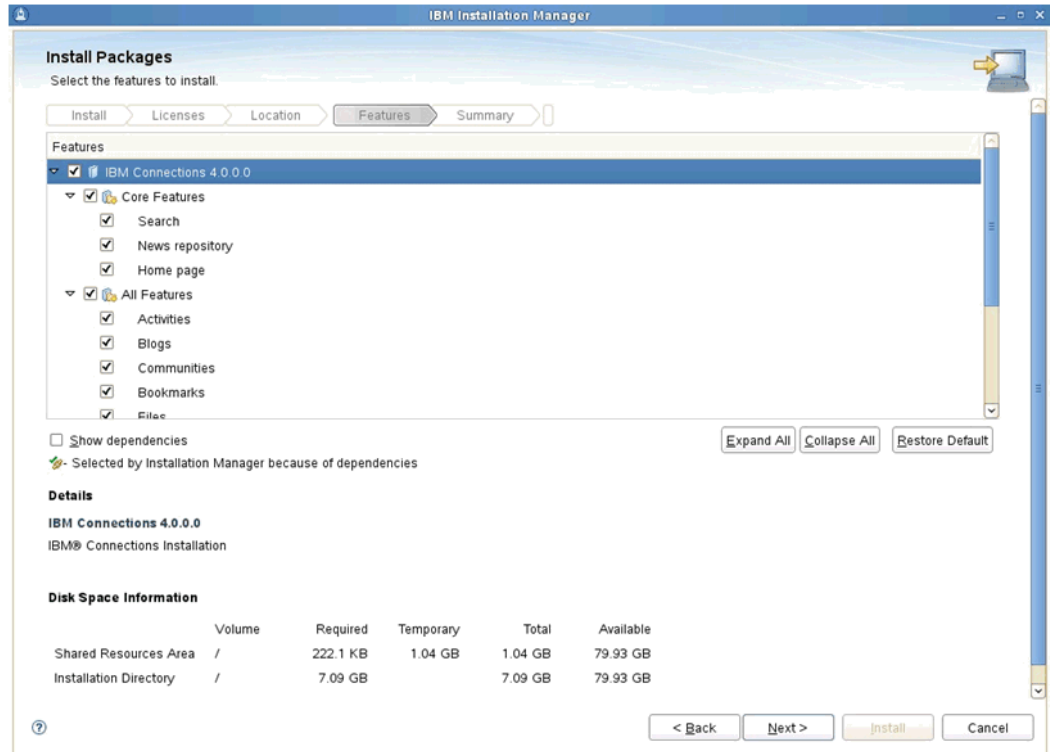 IBM Installation Manager
Install Packages
Select the features to install.
Install Licenses Location Features Summary
Features
IBM Connections 4.0.0.0
Core Features
Search
News repository
Home page
All Features
Activities
Blogs
Communities
Bookmarks
Files
Show dependencies Expand All Collapse All Restore Default
- Selected by Installation Manager because of dependencies
Details
IBM Connections 4.0.0.0
IBM® Connections Installation
Disk Space Information
Volume Required Temporary Total Available
Shared Resources Area / 222.1 KB 1.04 GB 1.04 GB 79.93 GB
Installation Directory / 7.09 GB 7.09 GB 79.93 GB
? < Back Next > Install Cancel